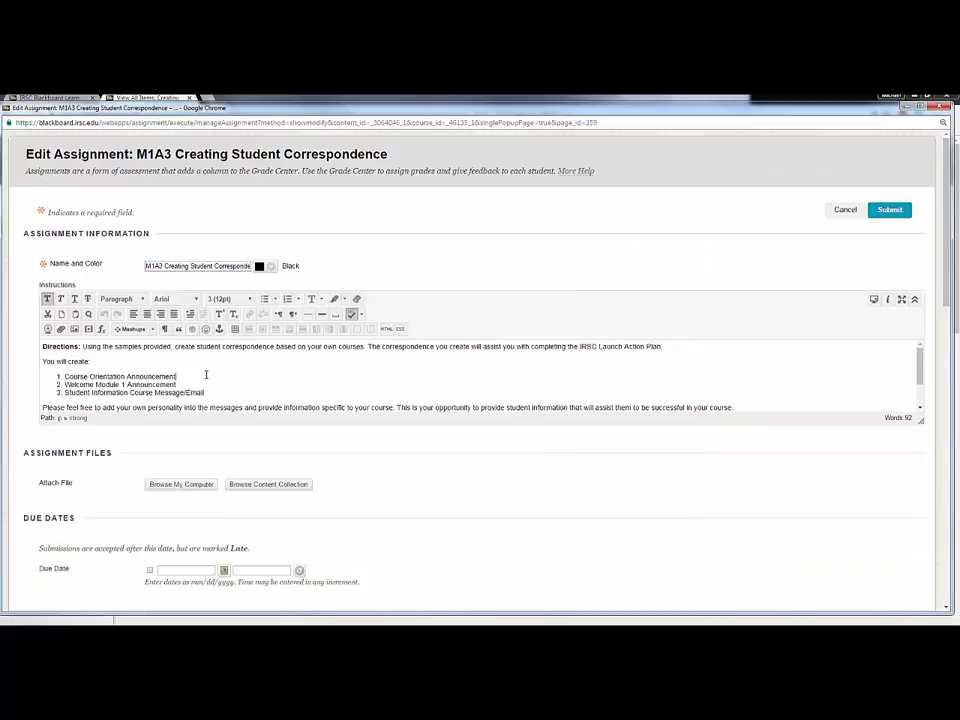 IRSC Blackboard Learn
View All Items: Creating
Edit Assignment: M1A3 Creating Student Correspondence – ... - Google Chrome
https://blackboard.irsc.edu/webapps/assignment/execute/manageAssignment?method=showmodify&content_id=_3064046_1&course_id=_46135_1&singlePopupPage=true&page_id=259
Edit Assignment: M1A3 Creating Student Correspondence
Assignments are a form of assessment that adds a column to the Grade Center. Use the Grade Center to assign grades and give feedback to each student. More Help
Indicates a required field.
Cancel Submit
ASSIGNMENT INFORMATION
Name and Color M1A3 Creating Student Corresponde Black
Instructions
T T T T Paragraph Arial 3 (12pt) T
Mashups HTML CSS
Directions: Using the samples provided, create student correspondence based on your own courses. The correspondence you create will assist you with completing the IRSC Launch Action Plan.
You will create:
1. Course Orientation Announcement
2. Welcome Module 1 Announcement
3. Student Information Course Message/Email
Please feel free to add your own personality into the messages and provide information specific to your course. This is your opportunity to provide student information that will assist them to be successful in your course.
Path: p » strong Words:92
ASSIGNMENT FILES
Attach File Browse My Computer Browse Content Collection
DUE DATES
Submissions are accepted after this date, but are marked Late.
Due Date
Enter dates as mm/dd/yyyy. Time may be entered in any increment.